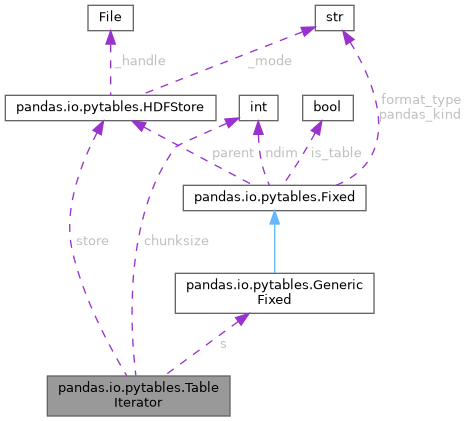 File
str
_handle
_mode
pandas.io.pytables.HDFStore
int
bool
format_type
pandas_kind
parent
ndim
is_table
pandas.io.pytables.Fixed
store
chunksize
pandas.io.pytables.Generic
Fixed
s
pandas.io.pytables.Table
Iterator